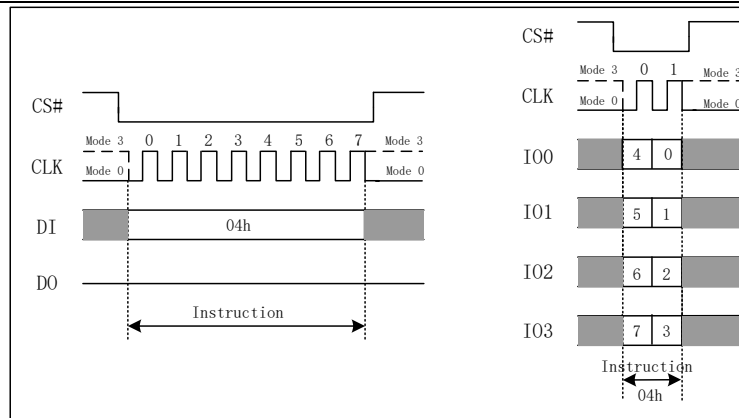 CS#
Mode 3 0 1 2 3 4 5 6 7 Mode 3
CLK
Mode 0 Mode 0
DI 04h
DO
Instruction
CS#
Mode 3 0 1 Mode 3
CLK
Mode 0 Mode 0
IO0 4 0
IO1 5 1
IO2 6 2
IO3 7 3
Instruction
04h